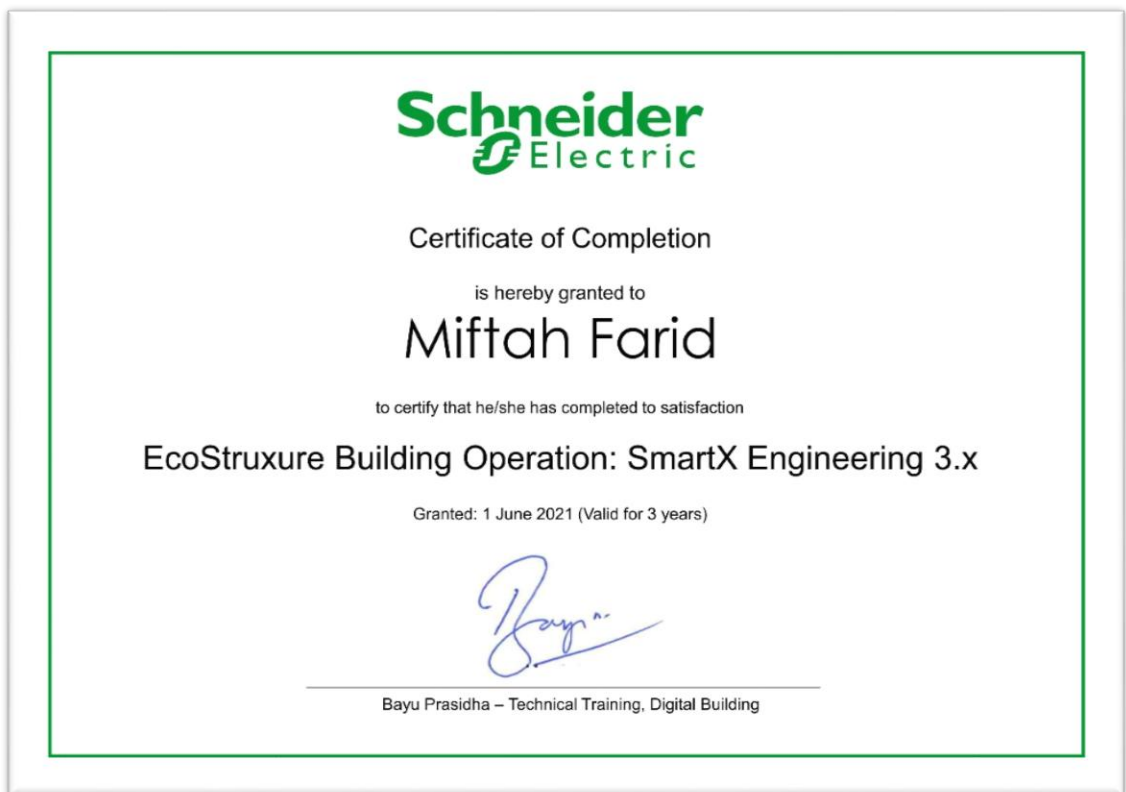 Schneider
Electric
Certificate of Completion
is hereby granted to
Miftah Farid
to certify that he/she has completed to satisfaction
EcoStruxure Building Operation: SmartX Engineering 3.x
Granted: 1 June 2021 (Valid for 3 years)
Bayu
Bayu Prasidha – Technical Training, Digital Building